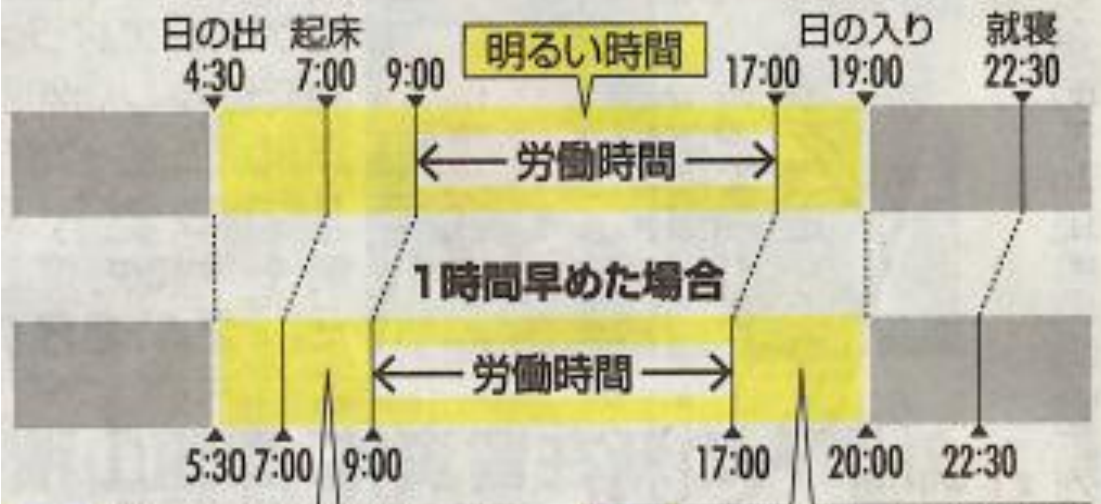 日の出 起床 明るい時間 日の入り 就寝
4:30 7:00 9:00 17:00 19:00 22:30
労働時間
1時間早めた場合
労働時間
5:30 7:00 9:00 17:00 20:00 22:30